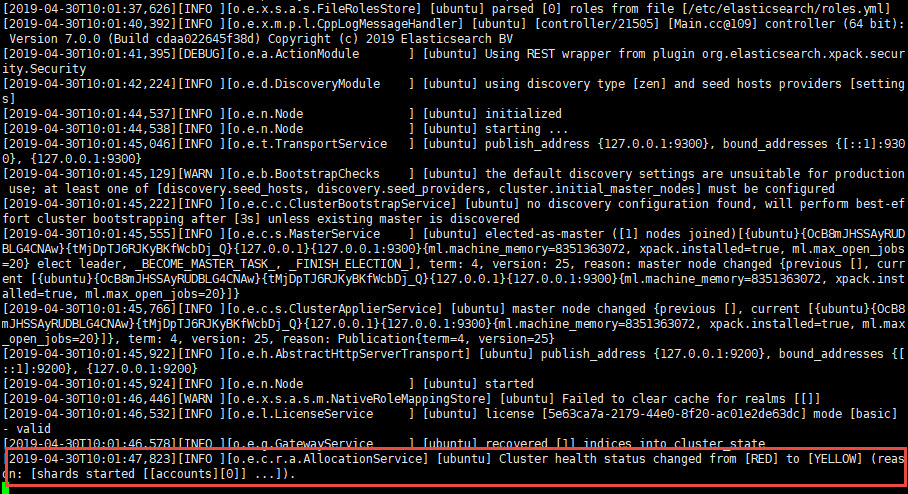 [2019-04-30T10:01:37,626][INFO ][o.e.x.s.a.s.FileRolesStore] [ubuntu] parsed [0] roles from file [/etc/elasticsearch/roles.yml]
[2019-04-30T10:01:40,392][INFO ][o.e.x.m.p.l.CppLogMessageHandler] [ubuntu] [controller/21505] [Main.cc@109] controller (64 bit):
 Version 7.0.0 (Build cdaa022645f38d) Copyright (c) 2019 Elasticsearch BV
[2019-04-30T10:01:41,395][DEBUG][o.e.a.ActionModule      ] [ubuntu] Using REST wrapper from plugin org.elasticsearch.xpack.secur
ity.Security
[2019-04-30T10:01:42,224][INFO ][o.e.d.DiscoveryModule   ] [ubuntu] using discovery type [zen] and seed hosts providers [setting
s]
[2019-04-30T10:01:44,537][INFO ][o.e.n.Node              ] [ubuntu] initialized
[2019-04-30T10:01:44,538][INFO ][o.e.n.Node              ] [ubuntu] starting ...
[2019-04-30T10:01:45,046][INFO ][o.e.t.TransportService  ] [ubuntu] publish_address {127.0.0.1:9300}, bound_addresses {[::1]:930
0}, {127.0.0.1:9300}
[2019-04-30T10:01:45,129][WARN ][o.e.b.BootstrapChecks   ] [ubuntu] the default discovery settings are unsuitable for production
 use; at least one of [discovery.seed_hosts, discovery.seed_providers, cluster.initial_master_nodes] must be configured
[2019-04-30T10:01:45,222][INFO ][o.e.c.c.ClusterBootstrapService] [ubuntu] no discovery configuration found, will perform best-ef
fort cluster bootstrapping after [3s] unless existing master is discovered
[2019-04-30T10:01:45,555][INFO ][o.e.c.s.MasterService   ] [ubuntu] elected-as-master ([1] nodes joined)[{ubuntu}{OcB8mJHSSAyRUD
BLG4CNAw}{tMjDpTJ6RJKyBKfWcbDj_Q}{127.0.0.1}{127.0.0.1:9300}{ml.machine_memory=8351363072, xpack.installed=true, ml.max_open_jobs
=20} elect leader, _BECOME_MASTER_TASK_, _FINISH_ELECTION_], term: 4, version: 25, reason: master node changed {previous [], curr
ent [{ubuntu}{OcB8mJHSSAyRUDBLG4CNAw}{tMjDpTJ6RJKyBKfWcbDj_Q}{127.0.0.1}{127.0.0.1:9300}{ml.machine_memory=8351363072, xpack.inst
alled=true, ml.max_open_jobs=20}]}
[2019-04-30T10:01:45,766][INFO ][o.e.c.s.ClusterApplierService] [ubuntu] master node changed {previous [], current [{ubuntu}{OcB8
mJHSSAyRUDBLG4CNAw}{tMjDpTJ6RJKyBKfWcbDj_Q}{127.0.0.1}{127.0.0.1:9300}{ml.machine_memory=8351363072, xpack.installed=true, ml.max
_open_jobs=20}]}, term: 4, version: 25, reason: Publication{term=4, version=25}
[2019-04-30T10:01:45,922][INFO ][o.e.h.AbstractHttpServerTransport] [ubuntu] publish_address {127.0.0.1:9200}, bound_addresses {[
::1]:9200}, {127.0.0.1:9200}
[2019-04-30T10:01:45,924][INFO ][o.e.n.Node              ] [ubuntu] started
[2019-04-30T10:01:46,446][WARN ][o.e.x.s.a.s.m.NativeRoleMappingStore] [ubuntu] Failed to clear cache for realms [[]]
[2019-04-30T10:01:46,532][INFO ][o.e.l.LicenseService    ] [ubuntu] license [5e63ca7a-2179-44e0-8f20-ac01e2de63dc] mode [basic]
- valid
[2019-04-30T10:01:46,578][INFO ][o.e.g.GatewayService    ] [ubuntu] recovered [1] indices into cluster_state
[2019-04-30T10:01:47,823][INFO ][o.e.c.r.a.AllocationService] [ubuntu] Cluster health status changed from [RED] to [YELLOW] (reas
on: [shards started [[accounts][0]] ...]).